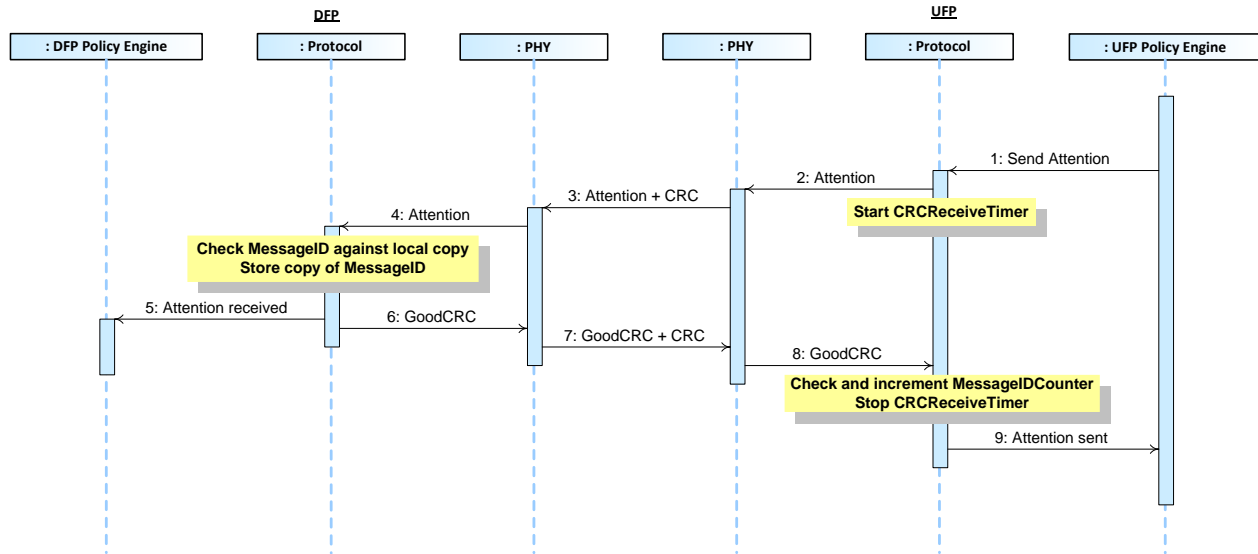 DFP
UFP
: DFP Policy Engine
: Protocol
: PHY
: PHY
: Protocol
: UFP Policy Engine
1: Send Attention
2: Attention
3: Attention + CRC
Start CRCReceiveTimer
4: Attention
Check MessageID against local copy
Store copy of MessageID
5: Attention received
6: GoodCRC
7: GoodCRC + CRC
8: GoodCRC
Check and increment MessageIDCounter
Stop CRCReceiveTimer
9: Attention sent